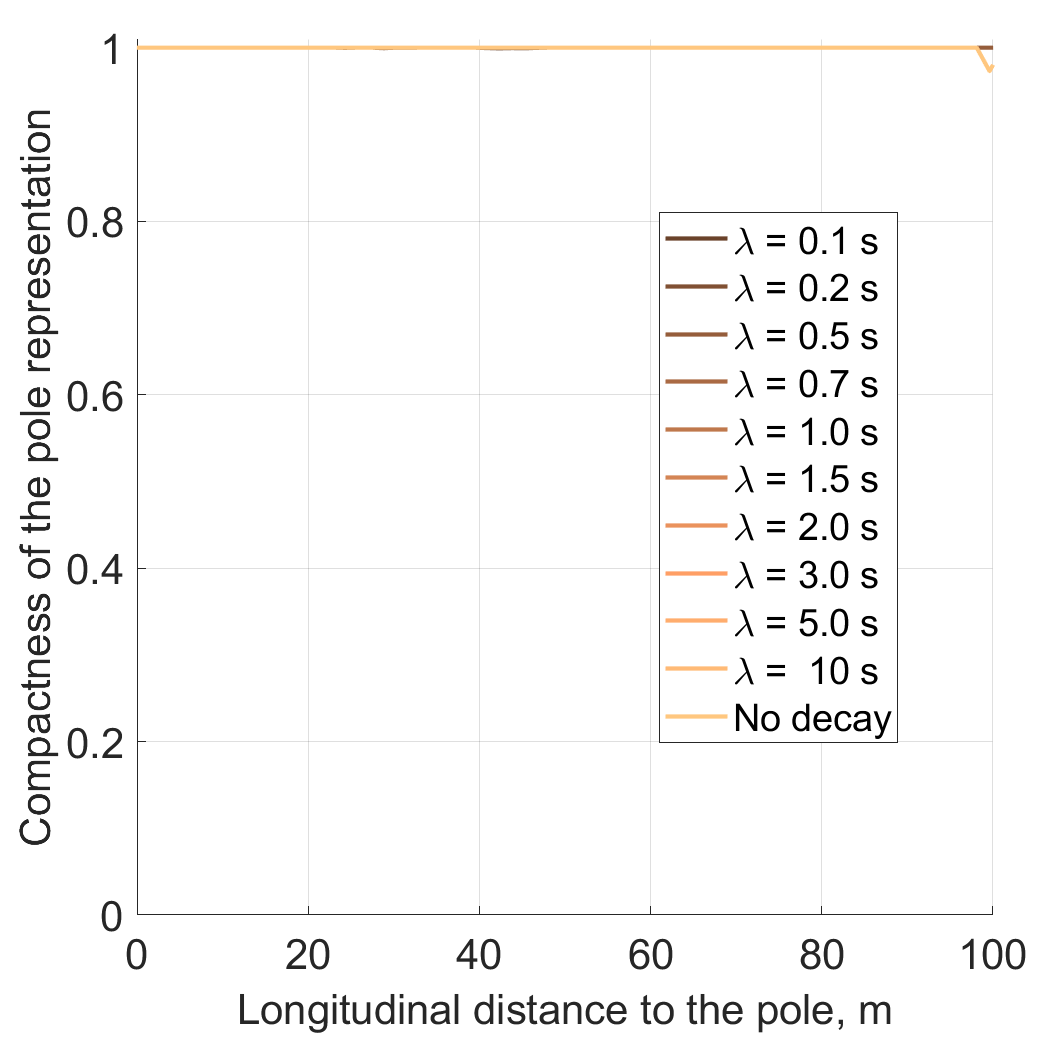 Compactness of the pole representation
1
0.8
0.6
0.4
0.2
0
λ = 0.1 s
λ = 0.2 s
λ = 0.5 s
λ = 0.7 s
λ = 1.0 s
λ = 1.5 s
λ = 2.0 s
λ = 3.0 s
λ = 5.0 s
λ =  10 s
No decay
0 20 40 60 80 100
Longitudinal distance to the pole, m